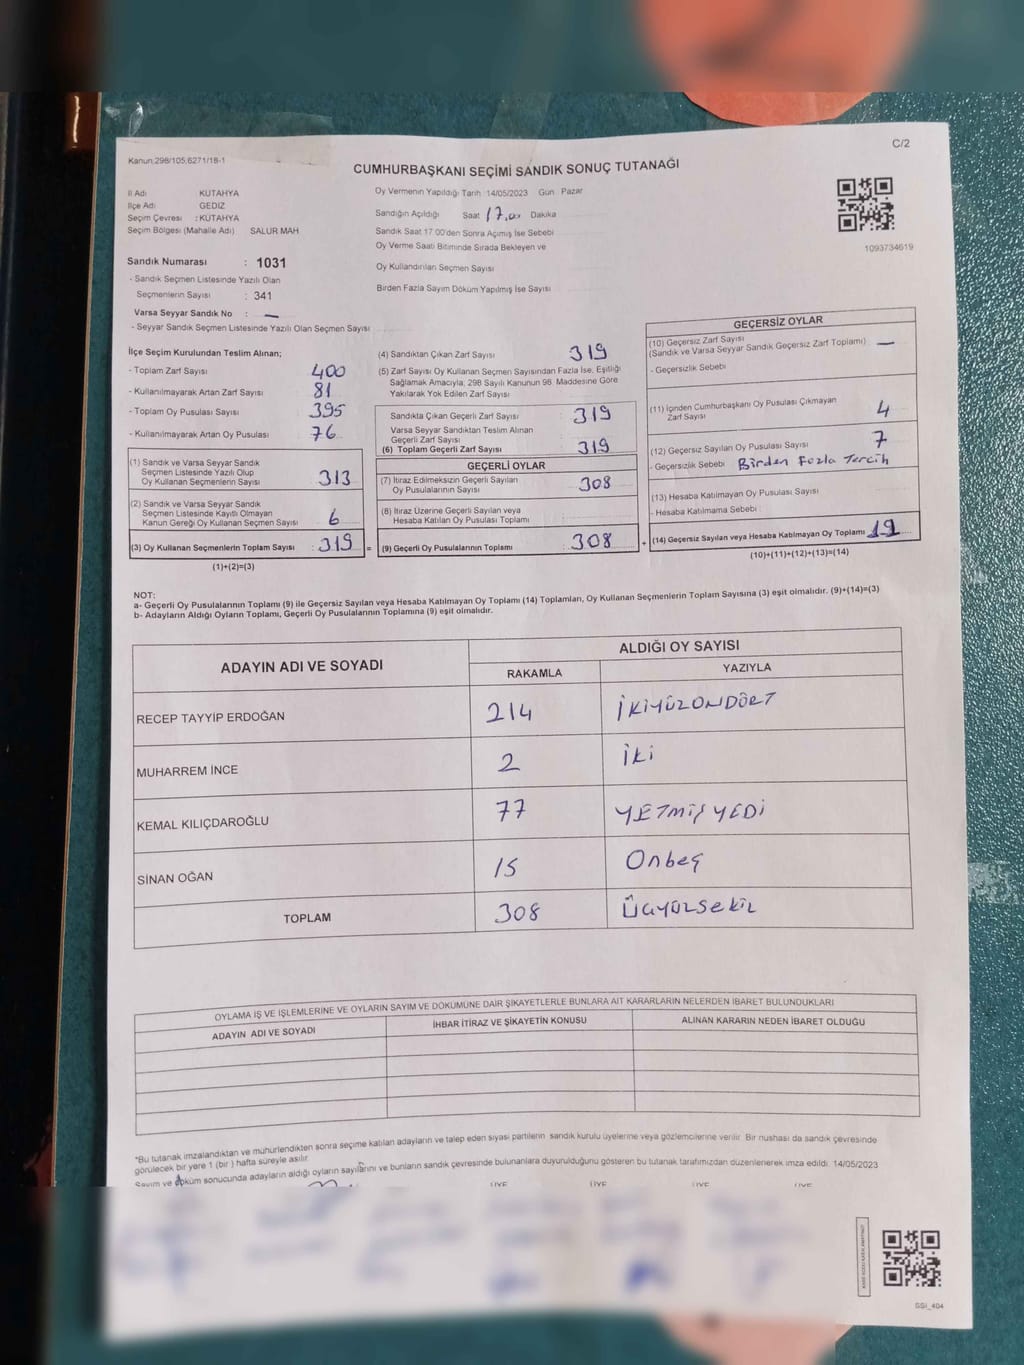 C/2
Kanun:298/105,6271/18-1
CUMHURBAŞKANI SEÇİMİ SANDIK SONUÇ TUTANAĞI
İl Adı KÜTAHYA
İlçe Adı GEDİZ
Seçim Çevresi : KÜTAHYA
Seçim Bölgesi (Mahalle Adı) SALUR MAH
Oy Vermenin Yapıldığı Tarih 14/05/2023 Gün Pazar
Sandığın Açıldığı Saat 17,00 Dakika
Sandık Saat 17 00'den Sonra Açımış İse Sebebi
Oy Verme Saati Bitiminde Sırada Bekleyen ve
Oy Kullandırılan Seçmen Sayısı
Birden Fazla Sayım Döküm Yapılmış İse Sayısı
1093734619
Sandık Numarası : 1031
- Sandık Seçmen Listesinde Yazılı Olan
Seçmenlerin Sayısı : 341
Varsa Seyyar Sandık No : —
- Seyyar Sandık Seçmen Listesinde Yazılı Olan Seçmen Sayısı
İlçe Seçim Kurulundan Teslim Alınan;
- Toplam Zarf Sayısı 400
- Kullanılmayarak Artan Zarf Sayısı 81
- Toplam Oy Pusulası Sayısı 395
- Kullanılmayarak Artan Oy Pusulası 76
(1) Sandık ve Varsa Seyyar Sandık
Seçmen Listesinde Yazılı Olup
Oy Kullanan Seçmenlerin Sayısı 313
(2) Sandık ve Varsa Seyyar Sandık
Seçmen Listesinde Kayıtlı Olmayan
Kanun Gereği Oy Kullanan Seçmen Sayısı 6
(3) Oy Kullanan Seçmenlerin Toplam Sayısı : 319 =
(1)+(2)=(3)
(4) Sandıktan Çıkan Zarf Sayısı 319
(5) Zarf Sayısı Oy Kullanan Seçmen Sayısından Fazla İse, Eşitliği
Sağlamak Amacıyla; 298 Sayılı Kanunun 98. Maddesine Göre
Yakılarak Yok Edilen Zarf Sayısı
Sandıkta Çıkan Geçerli Zarf Sayısı : 319
Varsa Seyyar Sandıktan Teslim Alınan
Geçerli Zarf Sayısı
(6) Toplam Geçerli Zarf Sayısı : 319
GEÇERLİ OYLAR
(7) İtiraz Edilmeksizin Geçerli Sayılan
Oy Pusulalarının Sayısı 308
(8) İtiraz Üzerine Geçerli Sayılan veya
Hesaba Katılan Oy Pusulası Toplamı
(9) Geçerli Oy Pusulalarının Toplamı : 308 +
GEÇERSİZ OYLAR
(10) Geçersiz Zarf Sayısı
(Sandık ve Varsa Seyyar Sandık Geçersiz Zarf Toplamı) —
- Geçersizlik Sebebi
(11) İçinden Cumhurbaşkanı Oy Pusulası Çıkmayan
Zarf Sayısı 4
(12) Geçersiz Sayılan Oy Pusulası Sayısı 7
- Geçersizlik Sebebi Birden Fazla Tercih
(13) Hesaba Katılmayan Oy Pusulası Sayısı
- Hesaba Katılmama Sebebi
(14) Geçersiz Sayılan veya Hesaba Katılmayan Oy Toplamı
(10)+(11)+(12)+(13)=(14)
NOT:
a- Geçerli Oy Pusulalarının Toplamı (9) ile Geçersiz Sayılan veya Hesaba Katılmayan Oy Toplamı (14) Toplamları, Oy Kullanan Seçmenlerin Toplam Sayısına (3) eşit olmalıdır. (9)+(14)=(3)
b- Adayların Aldığı Oyların Toplamı, Geçerli Oy Pusulalarının Toplamına (9) eşit olmalıdır.
ADAYIN ADI VE SOYADI ALDIĞI OY SAYISI
RAKAMLA YAZIYLA
RECEP TAYYİP ERDOĞAN 214 İKİYÜZONDÖRT
MUHARREM İNCE 2 İki
KEMAL KILIÇDAROĞLU 77 YETMİŞ YEDİ
SİNAN OĞAN 15 Onbeş
TOPLAM 308 ÜçyüzSekiz
OYLAMA İŞ VE İŞLEMLERİNE VE OYLARIN SAYIM VE DÖKÜMÜNE DAİR ŞİKAYETLERLE BUNLARA AİT KARARLARIN NELERDEN İBARET BULUNDUKLARI
ADAYIN ADI VE SOYADI İHBAR İTİRAZ VE ŞİKAYETİN KONUSU ALINAN KARARIN NEDEN İBARET OLDUĞU
*Bu tutanak imzalandıktan ve mühürlendikten sonra seçime katılan adayların ve talep eden siyasi partilerin sandık kurulu üyelerine veya gözlemcilerine verilir. Bir nushası da sandık çevresinde
görülecek bir yere 1 (bir) hafta süreyle asılır
Sayım ve döküm sonucunda adayların aldığı oyların sayılarını ve bunların sandık çevresinde bulunanlara duyurulduğunu gösteren bu tutanak tarafımızdan düzenlenerek imza edildi. 14/05/2023
ÜYE ÜYE ÜYE ÜYE
GSI_404